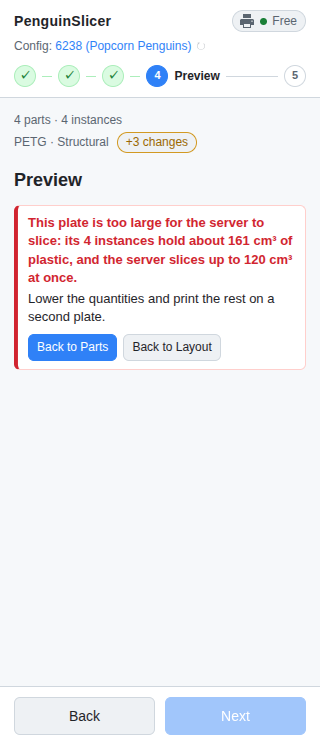 PenguinSlicer
Free
Config: 6238 (Popcorn Penguins)
4
Preview
5
4 parts · 4 instances
PETG · Structural
+3 changes
Preview
This plate is too large for the server to
slice: its 4 instances hold about 161 cm³ of
plastic, and the server slices up to 120 cm³
at once.
Lower the quantities and print the rest on a
second plate.
Back to Parts
Back to Layout
Back
Next